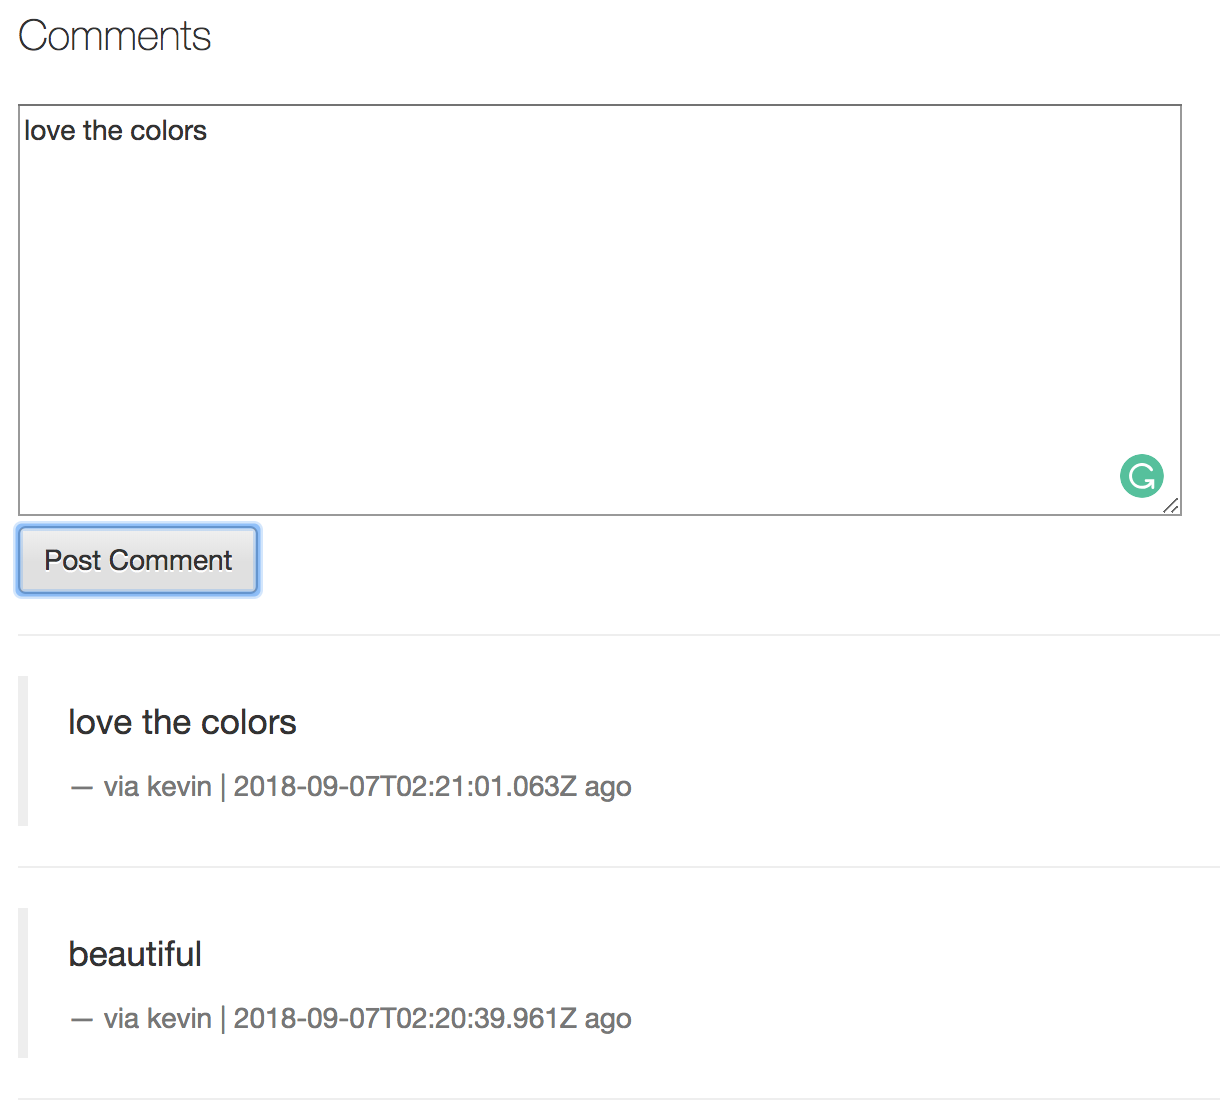 Comments
love the colors
Post Comment
love the colors
— via kevin | 2018-09-07T02:21:01.063Z ago
beautiful
— via kevin | 2018-09-07T02:20:39.961Z ago